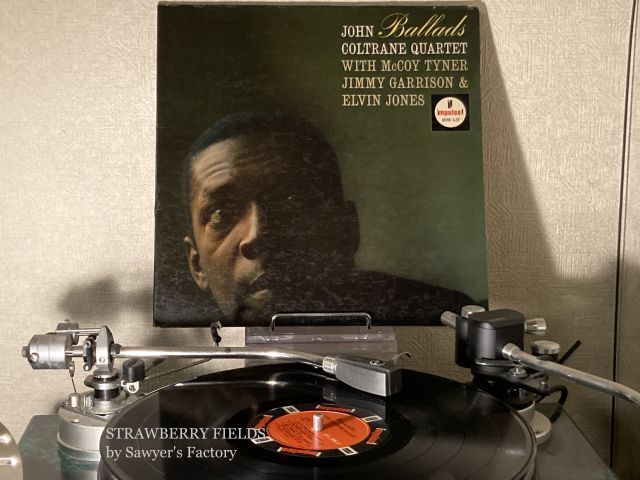 JOHN Ballads
COLTRANE QUARTET
WITH McCOY TYNER
JIMMY GARRISON &
ELVIN JONES
impulse!
STRAWBERRY FIELDS
by Sawyer's Factory